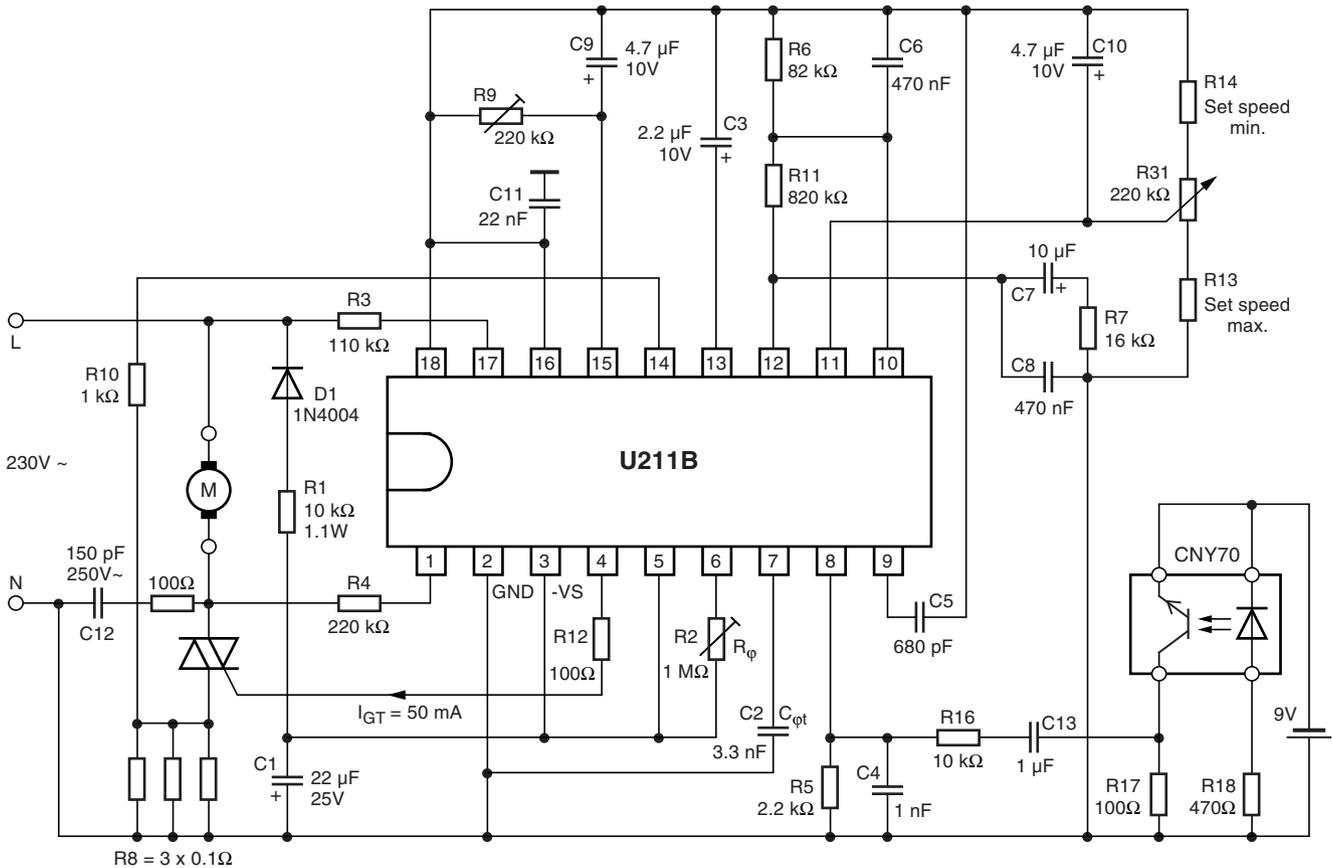 C9
4.7 μF
10V
+
R9
220 kΩ
2.2 μF
10V
C3
+
R6
82 kΩ
C6
470 nF
4.7 μF
10V
C10
+
R14
Set speed
min.
C11
22 nF
R11
820 kΩ
R31
220 kΩ
10 μF
C7
+
R13
Set speed
max.
R7
16 kΩ
C8
470 nF
L
R3
110 kΩ
R10
1 kΩ
D1
1N4004
18
17
16
15
14
13
12
11
10
230V ~
M
R1
10 kΩ
1.1W
U211B
N
150 pF
250V~
C12
100Ω
R4
220 kΩ
1
2
3
4
5
6
7
8
9
GND
-VS
R12
100Ω
R2
1 MΩ
Rφ
C5
680 pF
CNY70
IGT = 50 mA
C2
Cφt
3.3 nF
C1
22 μF
25V
+
R5
2.2 kΩ
C4
1 nF
R16
10 kΩ
C13
1 μF
R17
100Ω
R18
470Ω
9V
R8 = 3 x 0.1Ω